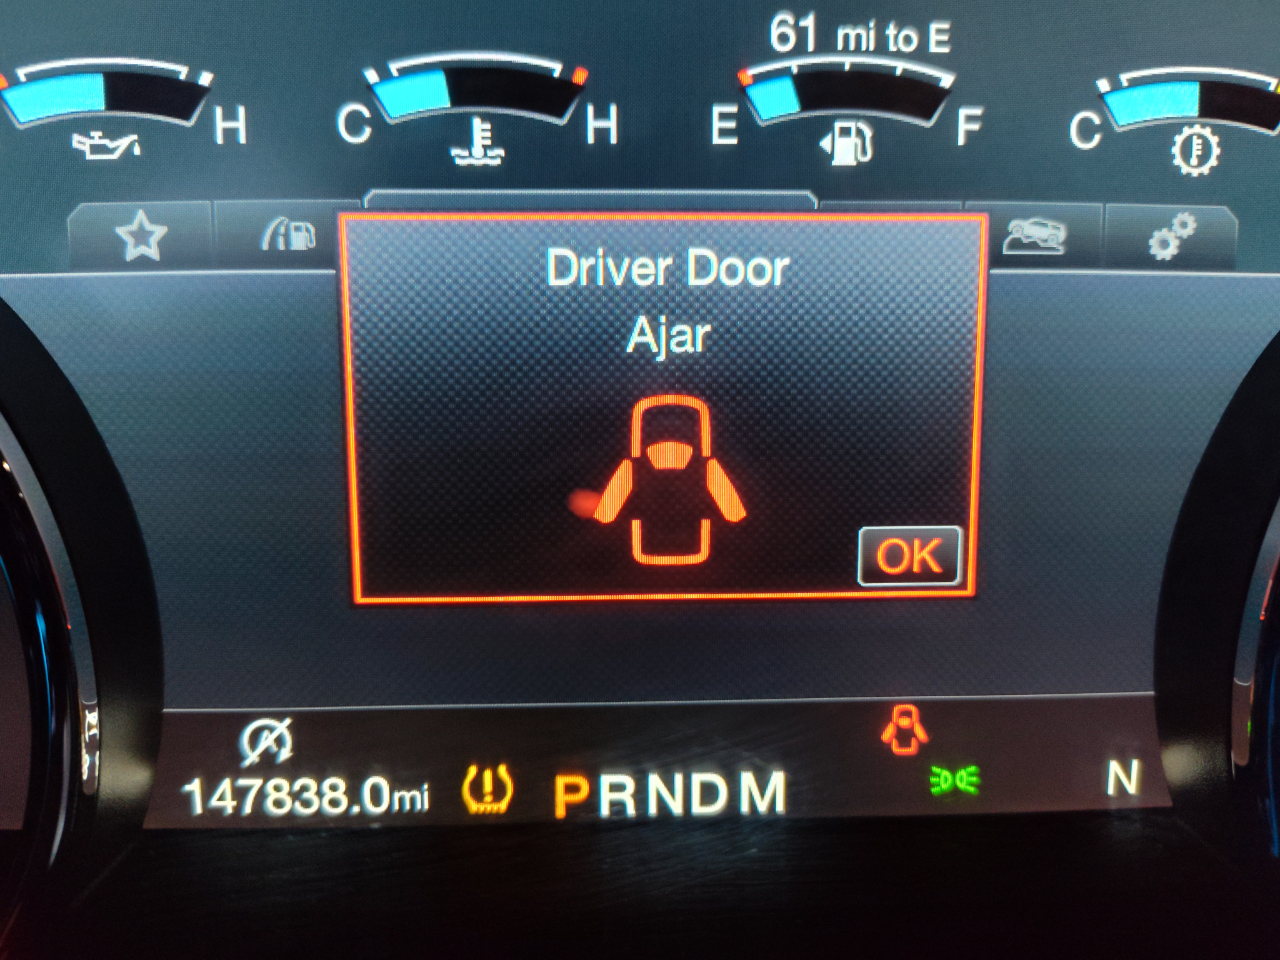 61 mi to E
H
C H
E F
C
Driver Door
Ajar
OK
147838.0mi
PRNDM
N